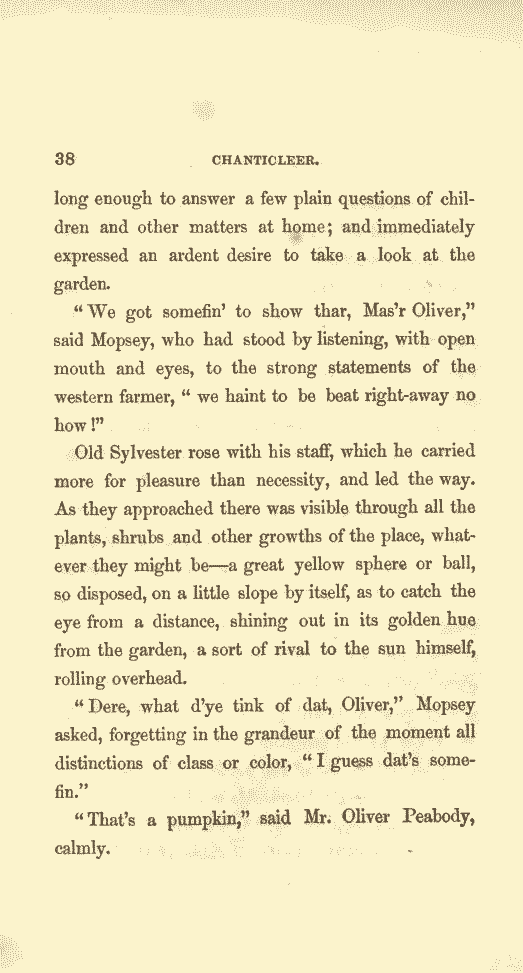 38 CHANTICLEER.
long enough to answer a few plain questions of chil-
dren and other matters at home; and immediately
expressed an ardent desire to take a look at the
garden.
“We got somefin’ to show thar, Mas’r Oliver,”
said Mopsey, who had stood by listening, with open
mouth and eyes, to the strong statements of the
western farmer, “ we haint to be beat right-away no
how!”
Old Sylvester rose with his staff, which he carried
more for pleasure than necessity, and led the way.
As they approached there was visible through all the
plants, shrubs and other growths of the place, what-
ever they might be—a great yellow sphere or ball,
so disposed, on a little slope by itself, as to catch the
eye from a distance, shining out in its golden hue
from the garden, a sort of rival to the sun himself,
rolling overhead.
“Dere, what d’ye tink of dat, Oliver,” Mopsey
asked, forgetting in the grandeur of the moment all
distinctions of class or color, “I guess dat’s some-
fin.”
“That’s a pumpkin,” said Mr. Oliver Peabody,
calmly.